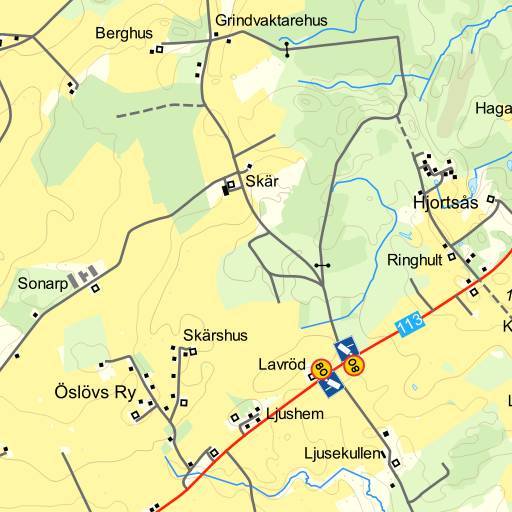 Grindvaktarehus
Berghus
Haga
Skär
Hjortsås
Ringhult
Sonarp
113
Skärshus
Lavröd
80
80
Öslövs Ry
Ljushem
Ljusekullen